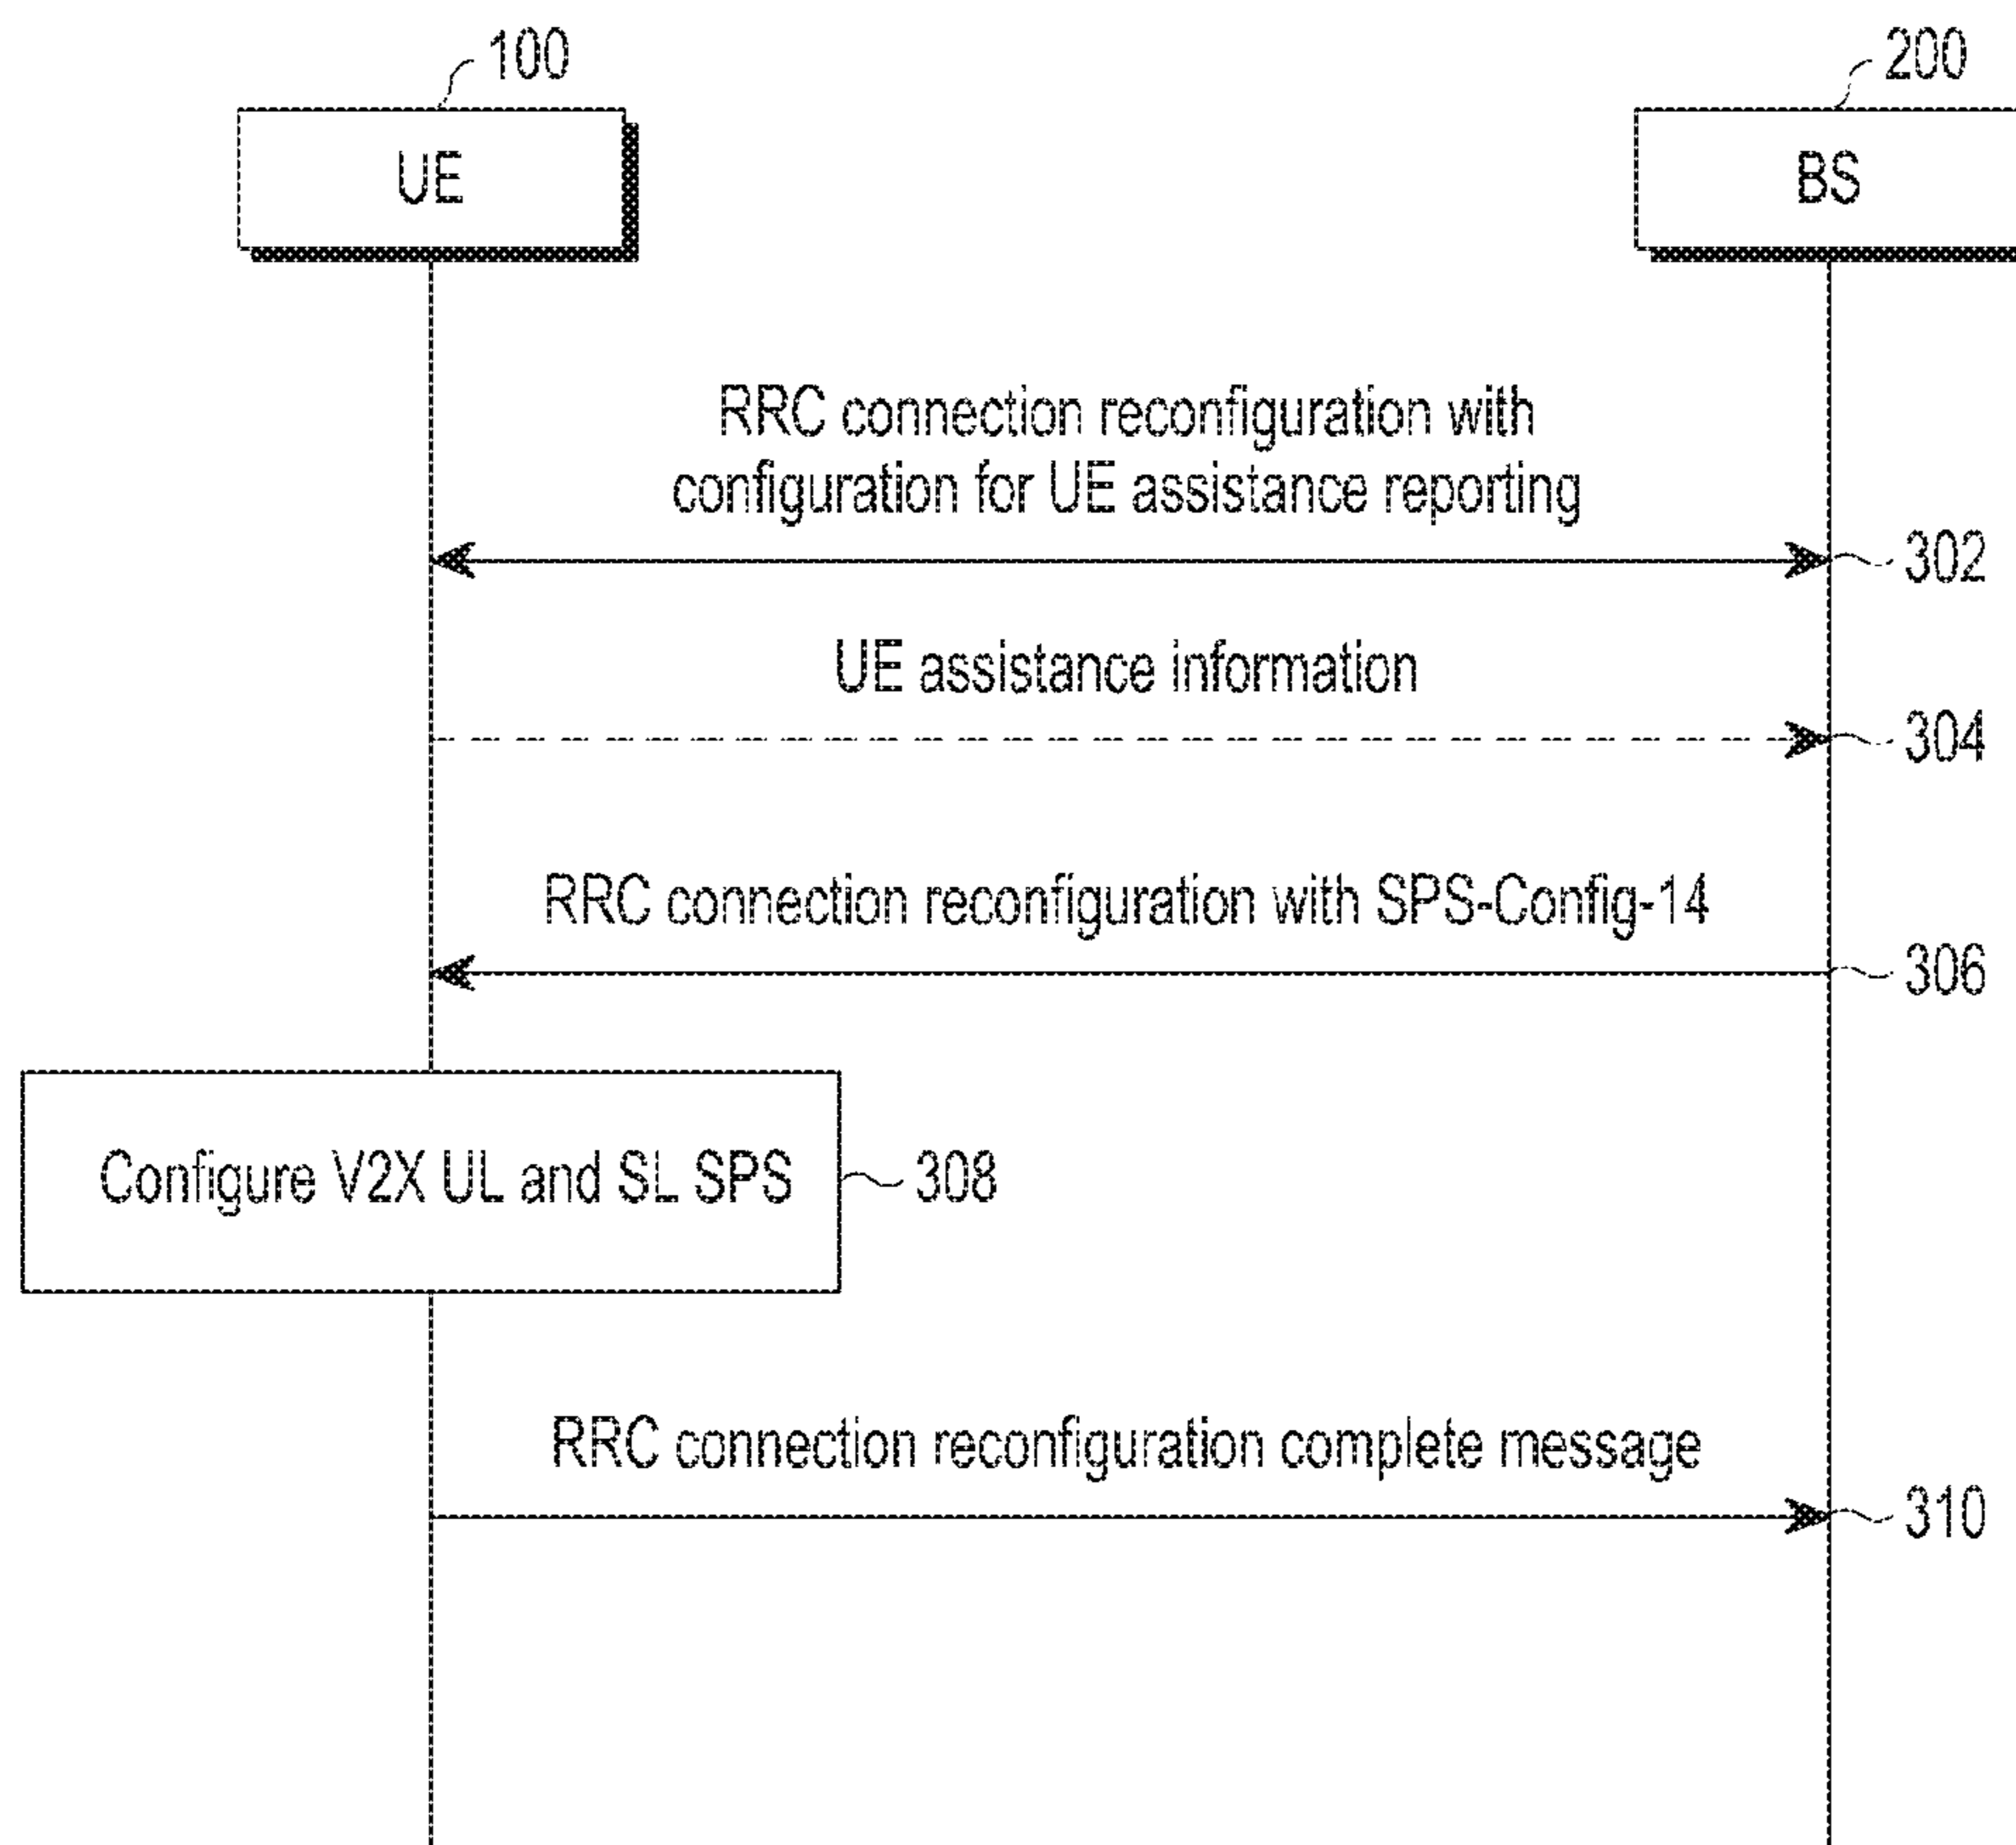 100
200
UE
BS
RRC connection reconfiguration with
configuration for UE assistance reporting
302
UE assistance information
304
RRC connection reconfiguration with SPS-Config-14
306
Configure V2X UL and SL SPS
308
RRC connection reconfiguration complete message
310